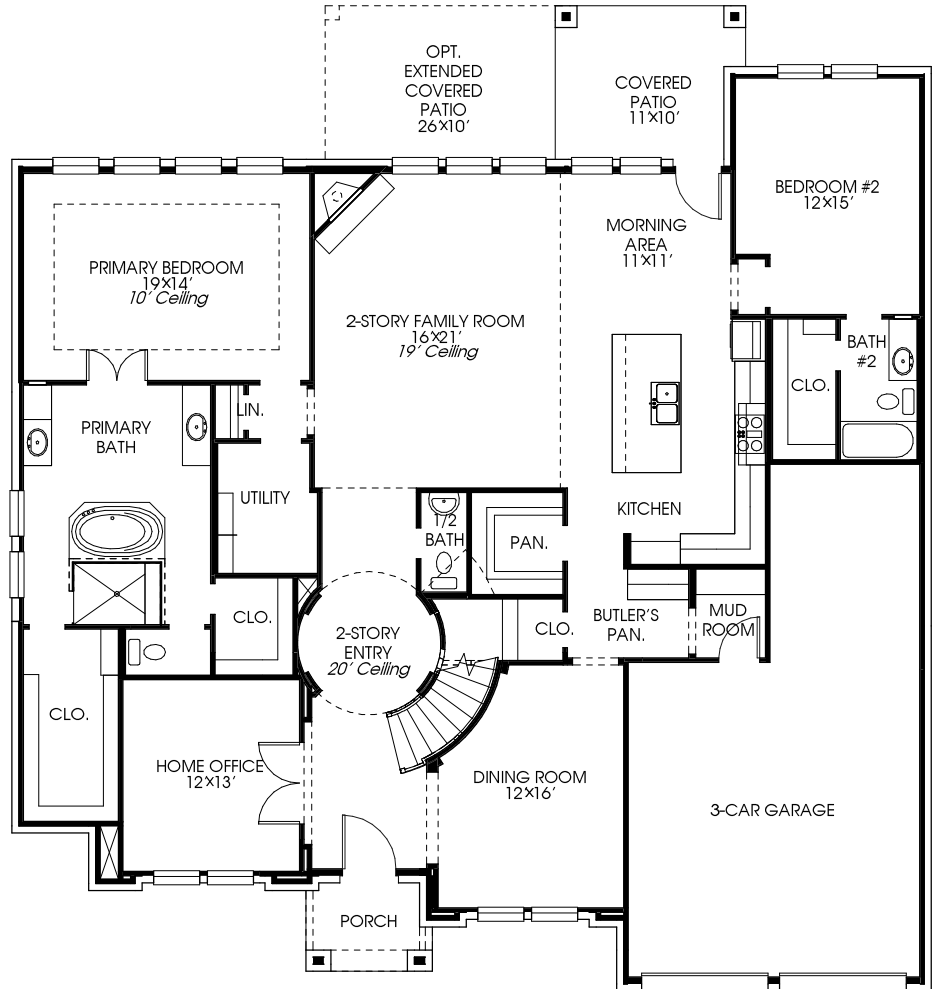 OPT.
EXTENDED
COVERED
PATIO
26×10'
COVERED
PATIO
11×10'
BEDROOM #2
12×15'
MORNING
AREA
11×11'
PRIMARY BEDROOM
19×14'
10' Ceiling
2-STORY FAMILY ROOM
16×21'
19' Ceiling
BATH
#2
CLO.
LIN.
PRIMARY
BATH
UTILITY
KITCHEN
1/2
BATH
PAN.
CLO.
2-STORY
ENTRY
20' Ceiling
CLO.
BUTLER'S
PAN.
MUD
ROOM
CLO.
HOME OFFICE
12×13'
DINING ROOM
12×16'
3-CAR GARAGE
PORCH